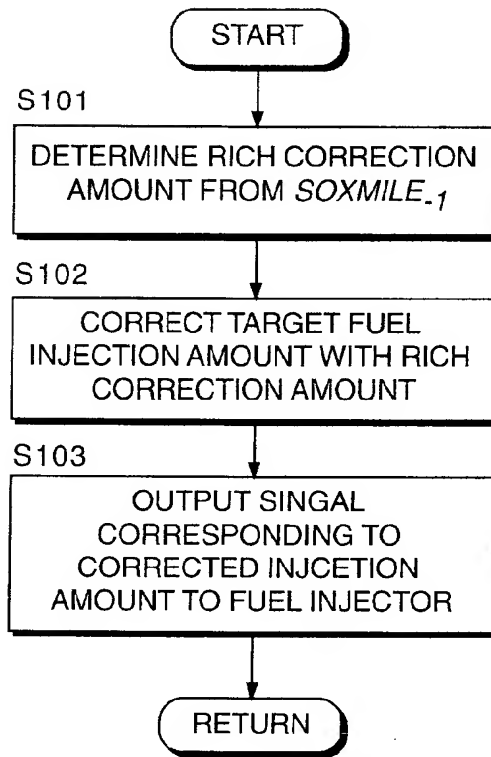 START
S101
DETERMINE RICH CORRECTION
AMOUNT FROM SOXMILE-1
S102
CORRECT TARGET FUEL
INJECTION AMOUNT WITH RICH
CORRECTION AMOUNT
S103
OUTPUT SINGAL
CORRESPONDING TO
CORRECTED INJCETION
AMOUNT TO FUEL INJECTOR
RETURN